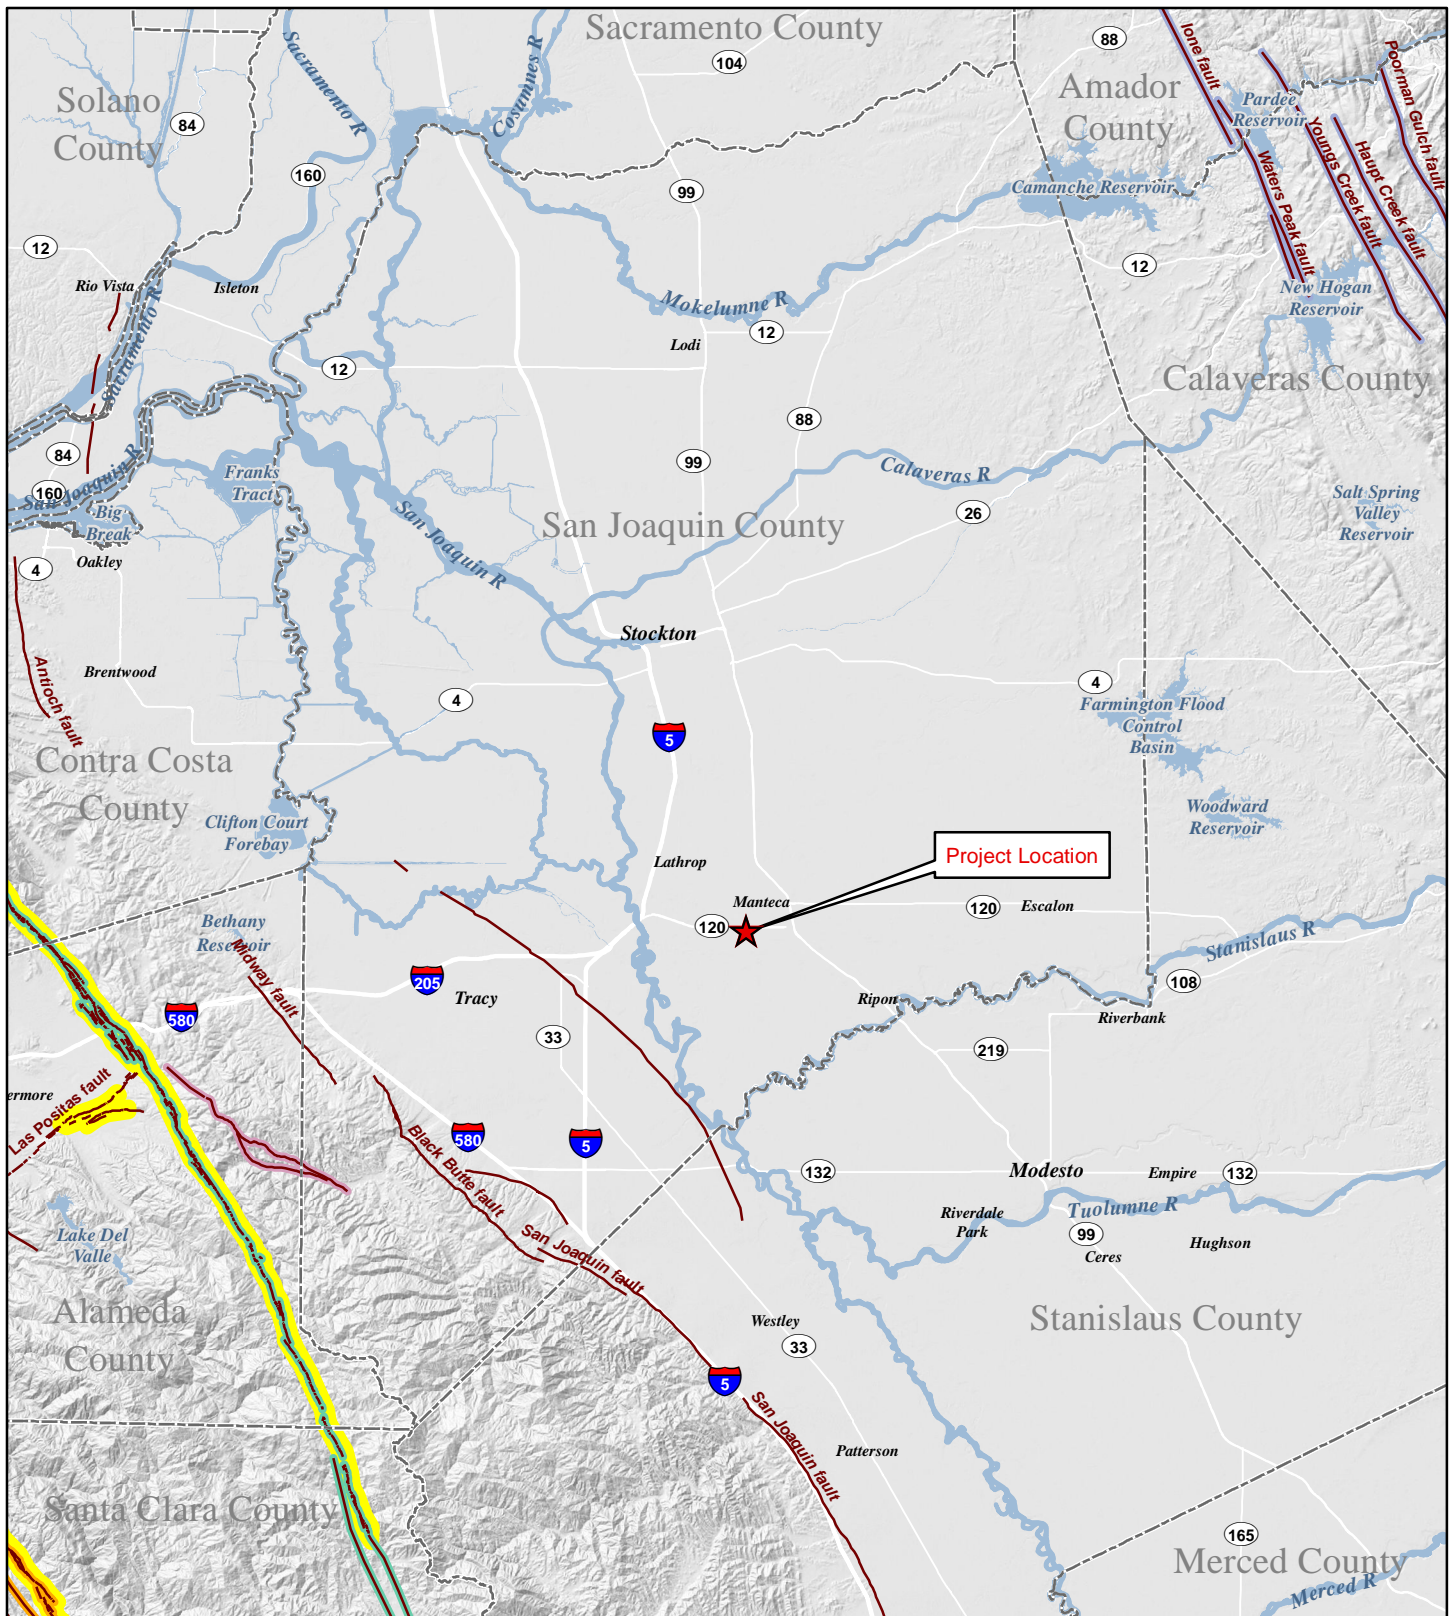 Sacramento County
88
Ione fault
104
Amador
County
Poorman Gulch fault
Sacramento R
Cosumnes R
Solano
County
84
Pardee
Reservoir
Youngs Creek fault
Haupt Creek fault
Waters Peak fault
160
99
Camanche Reservoir
12
12
Rio Vista
Isleton
Sacramento R
Mokelumne R
12
New Hogan
Reservoir
Lodi
12
Calaveras County
88
84
99
Calaveras R
Franks
Tract
San Joaquin R
160
Big
Break
San Joaquin R
San Joaquin County
26
Salt Spring
Valley
Reservoir
Oakley
4
Stockton
Brentwood
Antioch fault
4
4
Farmington Flood
Control
Basin
5
Contra Costa
County
Clifton Court
Forebay
Woodward
Reservoir
Lathrop
Project Location
Manteca
120
120
Escalon
Bethany
Reservoir
Stanislaus R
Midway fault
205
Tracy
108
Ripon
580
Riverbank
33
219
ermore
Las Positas fault
580
5
Black Butte fault
132
Modesto
Empire
132
Riverdale
Park
Tuolumne R
99
Ceres
Hughson
Lake Del
Valle
San Joaquin fault
Alameda
County
Westley
33
Stanislaus County
5
San Joaquin fault
Patterson
Santa Clara County
165
Merced County
Merced R